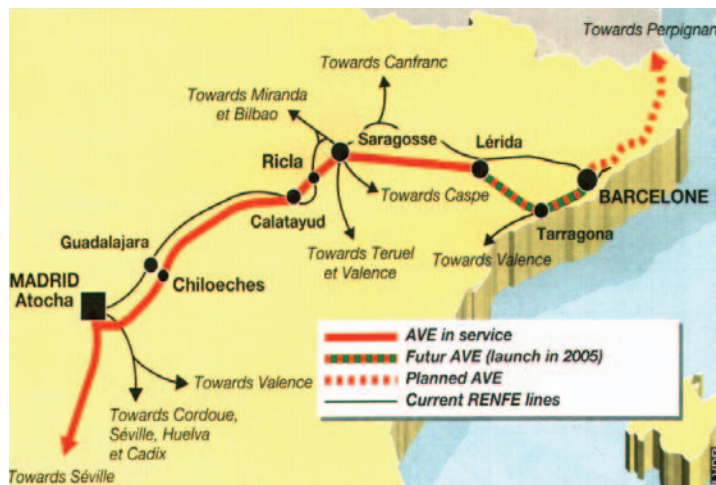 Towards Perpignan
Towards Canfranc
Towards Miranda
et Bilbao
Saragosse
Lérida
Ricla
BARCELONE
Towards Caspe
Calatayud
Tarragona
Guadalajara
Towards Teruel
et Valence
Towards Valence
MADRID
Atocha
Chiloeches
AVE in service
Futur AVE (launch in 2005)
Planned AVE
Current RENFE lines
Towards Valence
Towards Cordoue,
Séville, Huelva
et Cadix
Towards Séville